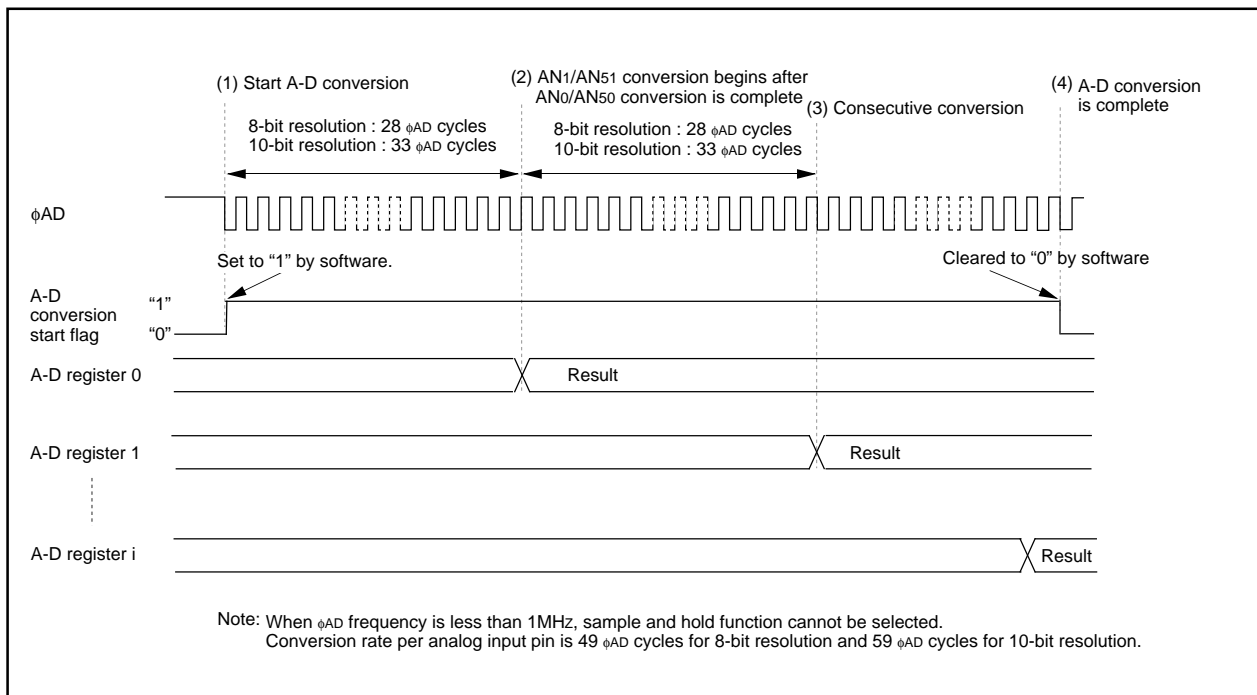 (1) Start A-D conversion
(2) AN1/AN51 conversion begins after
AN0/AN50 conversion is complete
(3) Consecutive conversion
(4) A-D conversion
is complete
8-bit resolution : 28 ϕAD cycles
10-bit resolution : 33 ϕAD cycles
8-bit resolution : 28 ϕAD cycles
10-bit resolution : 33 ϕAD cycles
ϕAD
Set to “1” by software.
Cleared to “0” by software
A-D
conversion
start flag
“1”
“0”
A-D register 0
Result
A-D register 1
Result
A-D register i
Result
Note: When ϕAD frequency is less than 1MHz, sample and hold function cannot be selected.
Conversion rate per analog input pin is 49 ϕAD cycles for 8-bit resolution and 59 ϕAD cycles for 10-bit resolution.